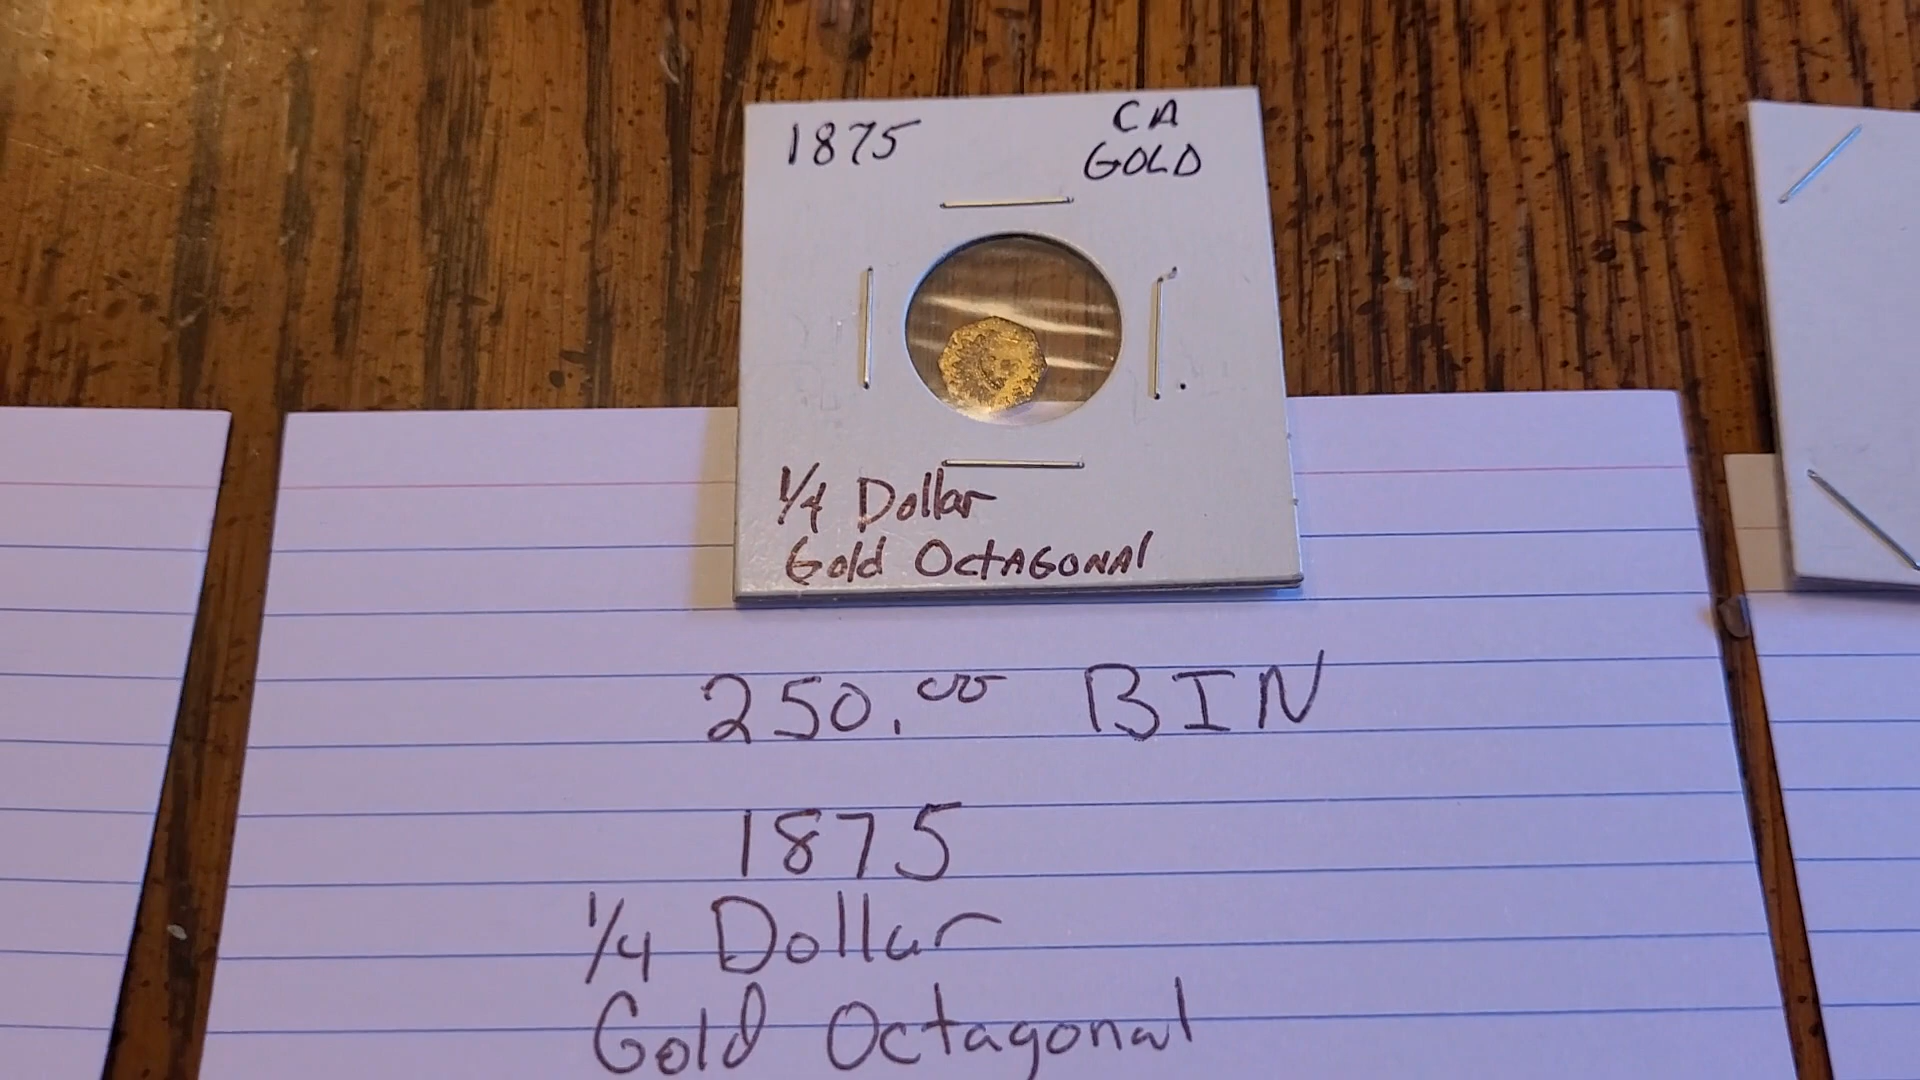 1875
CA
GOLD
1/4 Dollar
Gold OCTAGONAl
250.00 BIN
1875
1/4 Dollar
Gold Octagonal